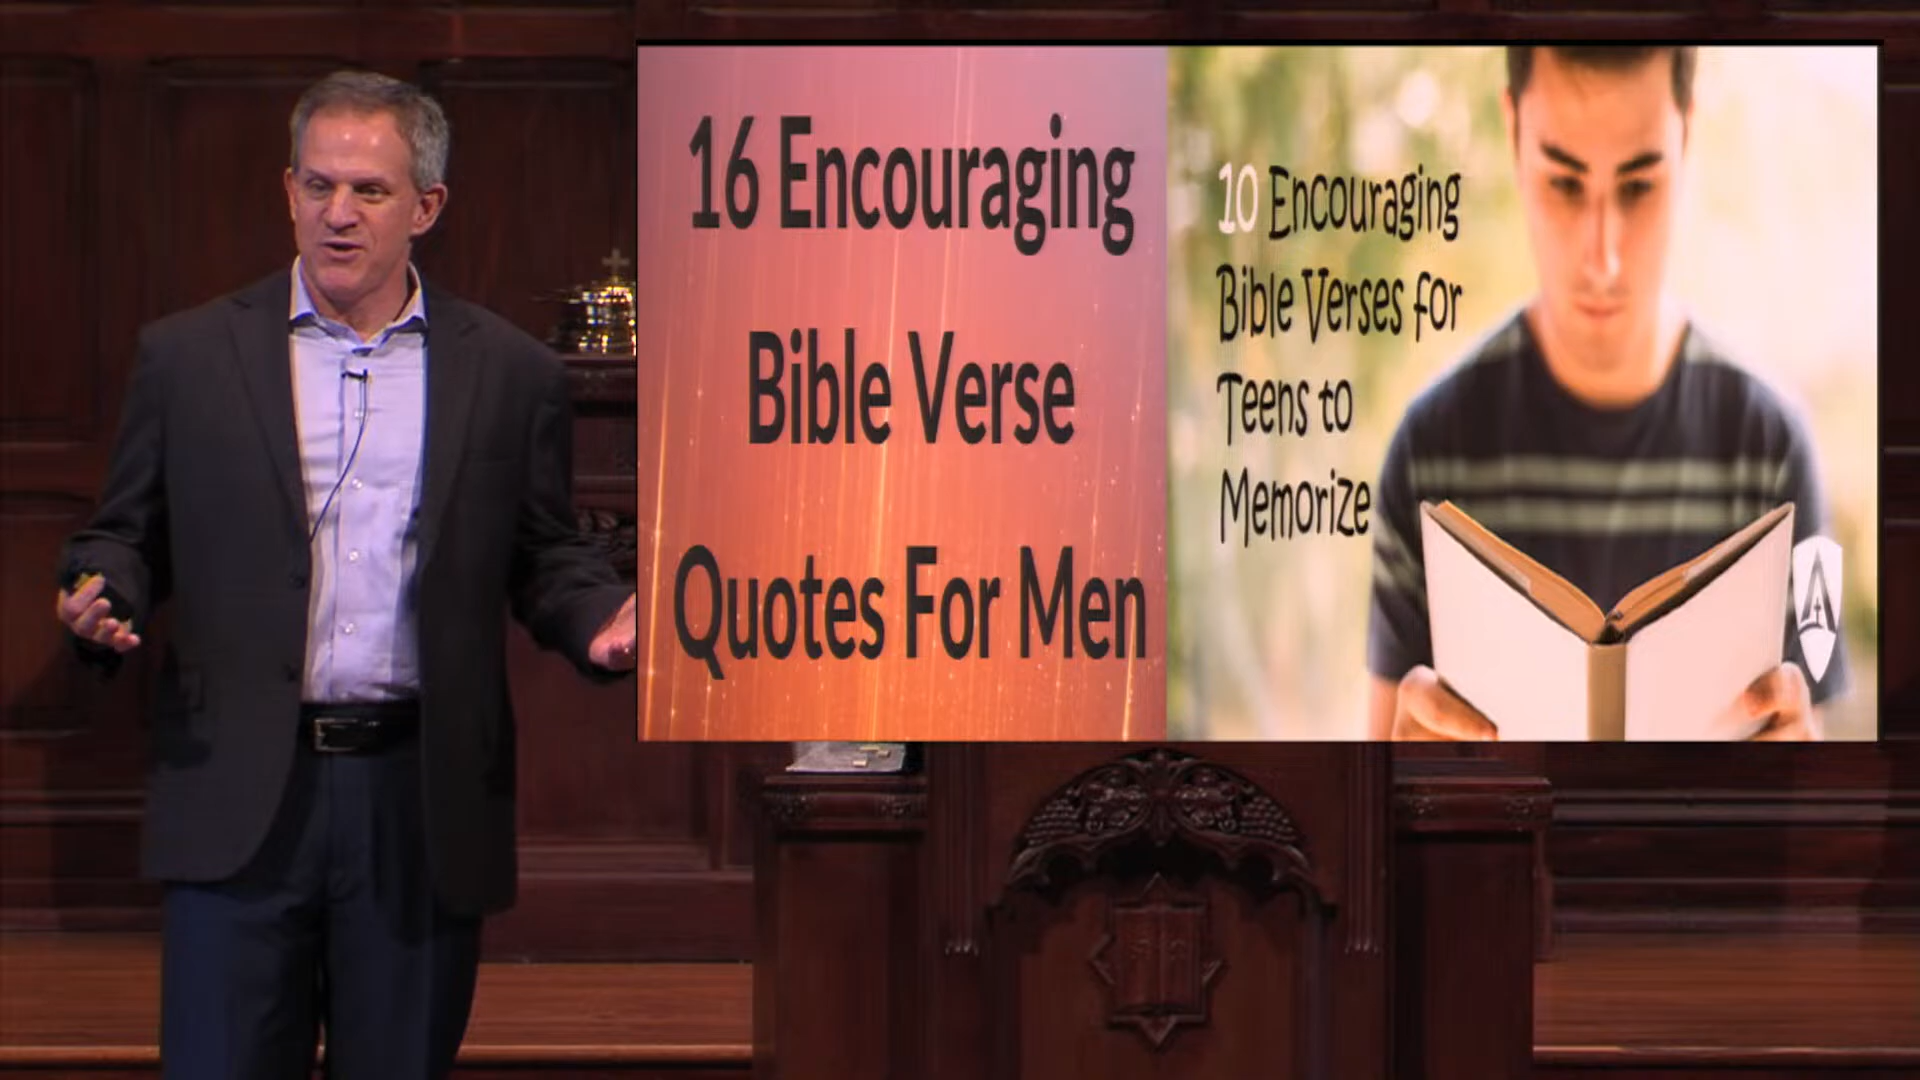 16 Encouraging
Bible Verse
Quotes For Men
10 Encouraging
Bible Verses for
Teens to
Memorize